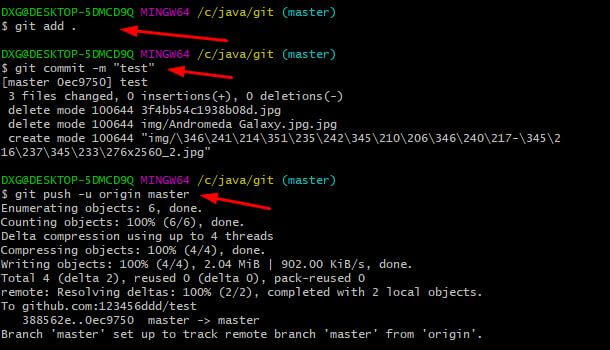 DXG@DESKTOP-5DMCD9Q MINGW64 /c/java/git (master)
$ git add .
DXG@DESKTOP-5DMCD9Q MINGW64 /c/java/git (master)
$ git commit -m "test"
[master 0ec9750] test
3 files changed, 0 insertions(+), 0 deletions(-)
delete mode 100644 3f4bb54c1938b08d.jpg
delete mode 100644 img/Andromeda Galaxy.jpg.jpg
create mode 100644 "img/\346\241\214\351\235\242\345\210\206\346\240\217-\345\2
16\237\345\233\276x2560_2.jpg"
DXG@DESKTOP-5DMCD9Q MINGW64 /c/java/git (master)
$ git push -u origin master
Enumerating objects: 6, done.
Counting objects: 100% (6/6), done.
Delta compression using up to 4 threads
Compressing objects: 100% (4/4), done.
Writing objects: 100% (4/4), 2.04 MiB | 902.00 KiB/s, done.
Total 4 (delta 2), reused 0 (delta 0), pack-reused 0
remote: Resolving deltas: 100% (2/2), completed with 2 local objects.
To github.com:123456ddd/test
388562e..0ec9750  master -> master
Branch 'master' set up to track remote branch 'master' from 'origin'.